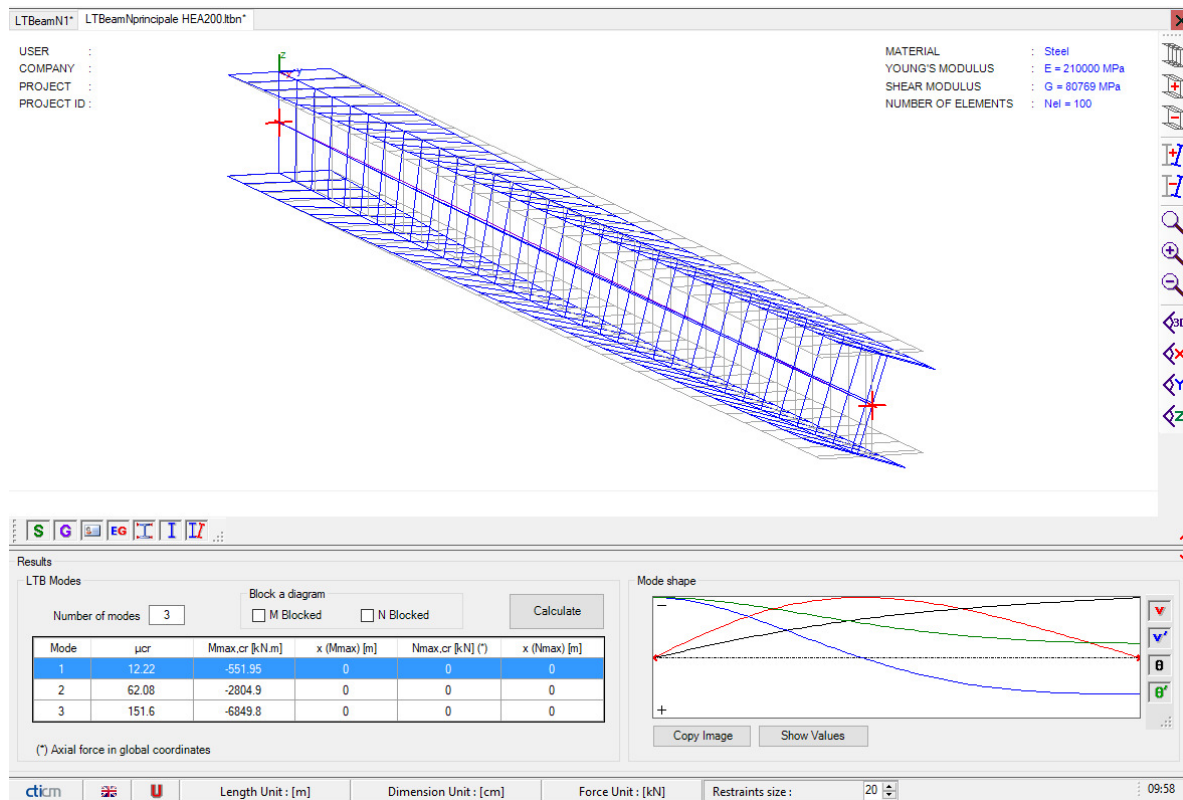 LTBeamN1* LTBeamNprincipale HEA200.ltbn*
USER :
COMPANY :
PROJECT :
PROJECT ID :
MATERIAL : Steel
YOUNG'S MODULUS : E = 210000 MPa
SHEAR MODULUS : G = 80769 MPa
NUMBER OF ELEMENTS : Nel = 100
z
y
3D
X
Y
Z
S G EG
Results
LTB Modes
Number of modes 3
Block a diagram
M Blocked N Blocked
Calculate
Mode μcr Mmax,cr [kN.m] x (Mmax) [m] Nmax,cr [kN] (*) x (Nmax) [m]
1 12.22 -551.95 0 0 0
2 62.08 -2804.9 0 0 0
3 151.6 -6849.8 0 0 0
(*) Axial force in global coordinates
Mode shape
−
+
v
v'
θ
θ'
Copy Image Show Values
cticm U Length Unit : [m] Dimension Unit : [cm] Force Unit : [kN] Restraints size : 20 09:58